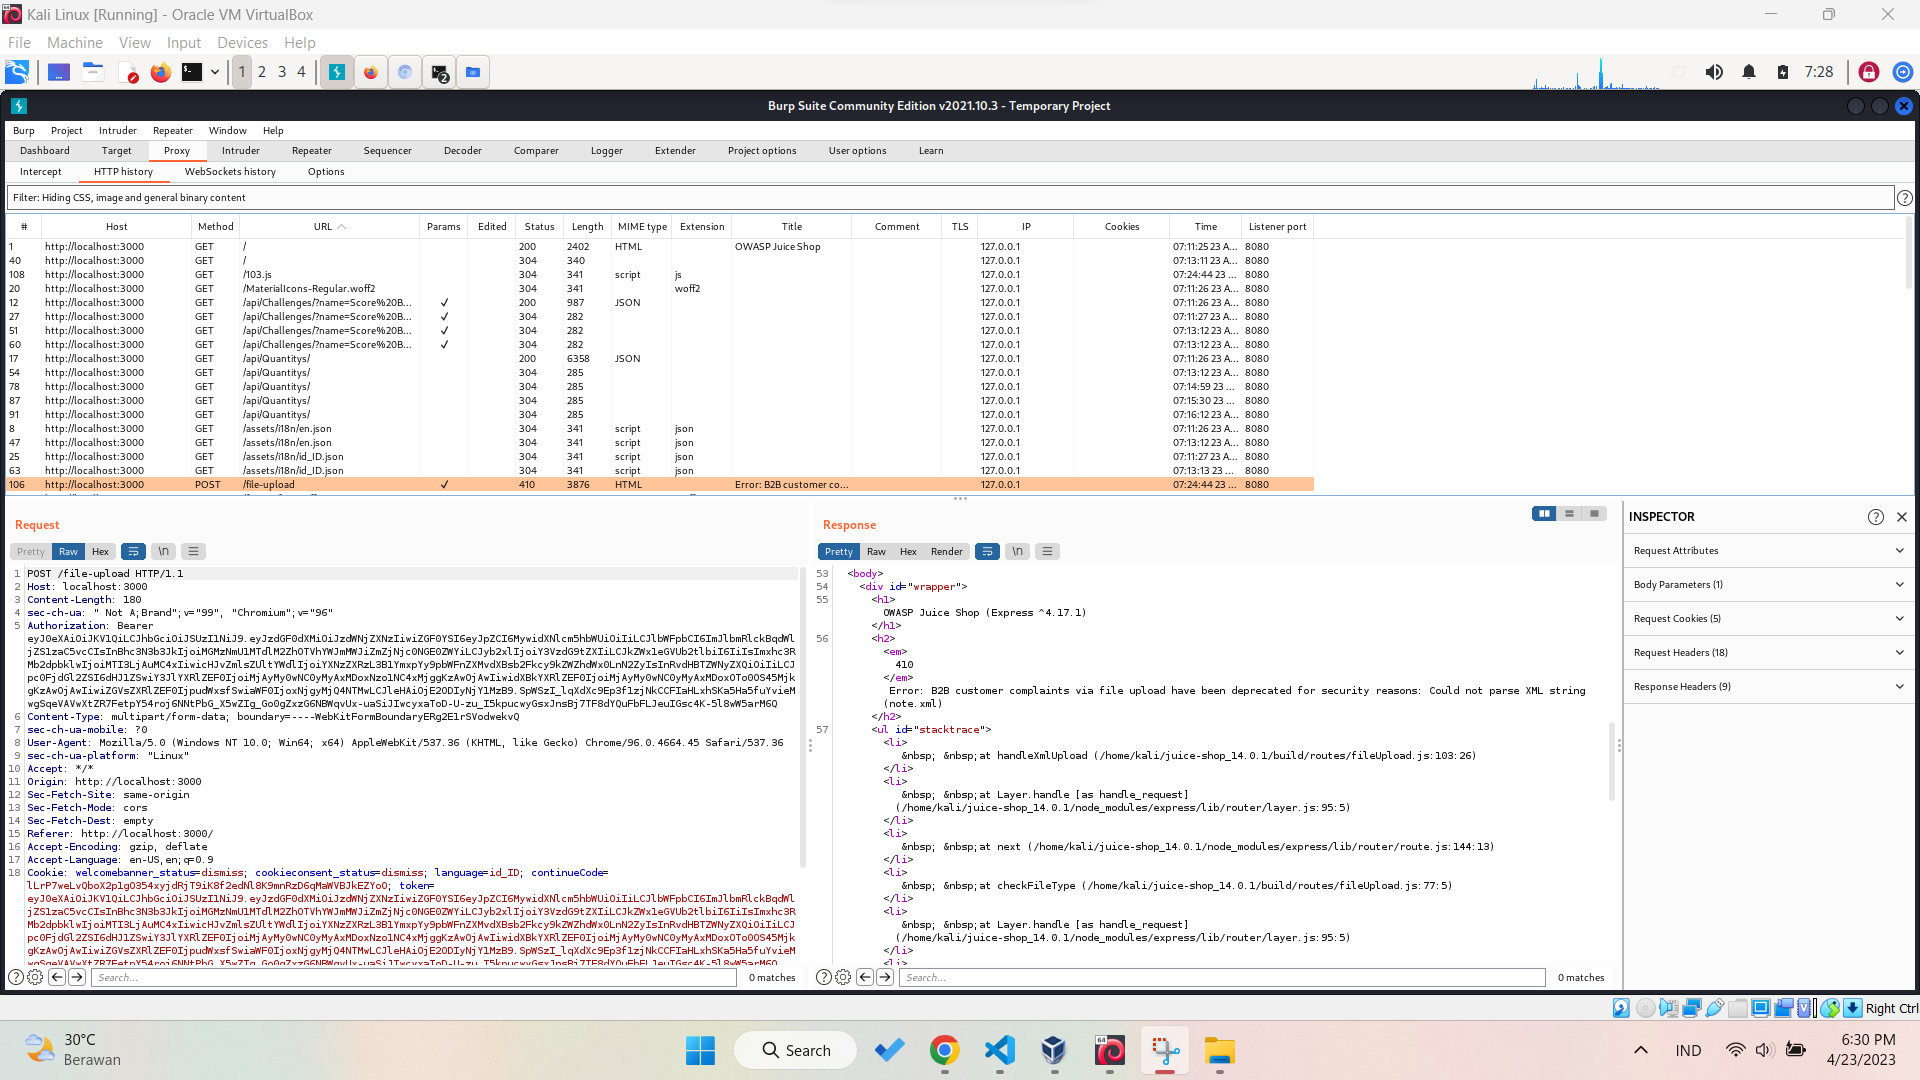 Kali Linux [Running] - Oracle VM VirtualBox
File Machine View Input Devices Help
1 2 3 4 2 7:28
Burp Suite Community Edition v2021.10.3 - Temporary Project
Burp Project Intruder Repeater Window Help
Dashboard Target Proxy Intruder Repeater Sequencer Decoder Comparer Logger Extender Project options User options Learn
Intercept HTTP history WebSockets history Options
Filter: Hiding CSS, image and general binary content
# Host Method URL Params Edited Status Length MIME type Extension Title Comment TLS IP Cookies Time Listener port
1 http://localhost:3000 GET / 200 2402 HTML OWASP Juice Shop 127.0.0.1 07:11:25 23 A... 8080
40 http://localhost:3000 GET / 304 340 127.0.0.1 07:13:11 23 A... 8080
108 http://localhost:3000 GET /103.js 304 341 script js 127.0.0.1 07:24:44 23 ... 8080
20 http://localhost:3000 GET /MaterialIcons-Regular.woff2 304 341 woff2 127.0.0.1 07:11:26 23 A... 8080
12 http://localhost:3000 GET /api/Challenges/?name=Score%20B... ✓ 200 987 JSON 127.0.0.1 07:11:26 23 A... 8080
27 http://localhost:3000 GET /api/Challenges/?name=Score%20B... ✓ 304 282 127.0.0.1 07:11:27 23 A... 8080
51 http://localhost:3000 GET /api/Challenges/?name=Score%20B... ✓ 304 282 127.0.0.1 07:13:12 23 A... 8080
60 http://localhost:3000 GET /api/Challenges/?name=Score%20B... ✓ 304 282 127.0.0.1 07:13:12 23 A... 8080
17 http://localhost:3000 GET /api/Quantitys/ 200 6358 JSON 127.0.0.1 07:11:26 23 A... 8080
54 http://localhost:3000 GET /api/Quantitys/ 304 285 127.0.0.1 07:13:12 23 A... 8080
78 http://localhost:3000 GET /api/Quantitys/ 304 285 127.0.0.1 07:14:59 23 ... 8080
87 http://localhost:3000 GET /api/Quantitys/ 304 285 127.0.0.1 07:15:30 23 ... 8080
91 http://localhost:3000 GET /api/Quantitys/ 304 285 127.0.0.1 07:16:12 23 A... 8080
8 http://localhost:3000 GET /assets/i18n/en.json 304 341 script json 127.0.0.1 07:11:26 23 A... 8080
47 http://localhost:3000 GET /assets/i18n/en.json 304 341 script json 127.0.0.1 07:13:12 23 A... 8080
25 http://localhost:3000 GET /assets/i18n/id_ID.json 304 341 script json 127.0.0.1 07:11:27 23 A... 8080
63 http://localhost:3000 GET /assets/i18n/id_ID.json 304 341 script json 127.0.0.1 07:13:13 23 A... 8080
106 http://localhost:3000 POST /file-upload ✓ 410 3876 HTML Error: B2B customer co... 127.0.0.1 07:24:44 23 ... 8080
Request
Pretty Raw Hex \n
1 POST /file-upload HTTP/1.1
2 Host: localhost:3000
3 Content-Length: 180
4 sec-ch-ua: " Not A;Brand";v="99", "Chromium";v="96"
5 Authorization: Bearer
6 Content-Type: multipart/form-data; boundary=----WebKitFormBoundaryERg2E1rSVodwekvQ
7 sec-ch-ua-mobile: ?0
8 User-Agent: Mozilla/5.0 (Windows NT 10.0; Win64; x64) AppleWebKit/537.36 (KHTML, like Gecko) Chrome/96.0.4664.45 Safari/537.36
9 sec-ch-ua-platform: "Linux"
10 Accept: */*
11 Origin: http://localhost:3000
12 Sec-Fetch-Site: same-origin
13 Sec-Fetch-Mode: cors
14 Sec-Fetch-Dest: empty
15 Referer: http://localhost:3000/
16 Accept-Encoding: gzip, deflate
17 Accept-Language: en-US,en;q=0.9
18 Cookie: welcomebanner_status=dismiss; cookieconsent_status=dismiss; language=id_ID; continueCode=
token=
Search... 0 matches
Response
Pretty Raw Hex Render \n
53 <body>
54 <div id="wrapper">
55 <h1>
OWASP Juice Shop (Express ^4.17.1)
</h1>
56 <h2>
<em>
410
</em>
Error: B2B customer complaints via file upload have been deprecated for security reasons: Could not parse XML string
(note.xml)
</h2>
57 <ul id="stacktrace">
<li>
&nbsp; &nbsp;at handleXmlUpload (/home/kali/juice-shop_14.0.1/build/routes/fileUpload.js:103:26)
</li>
<li>
&nbsp; &nbsp;at Layer.handle [as handle_request]
(/home/kali/juice-shop_14.0.1/node_modules/express/lib/router/layer.js:95:5)
</li>
<li>
&nbsp; &nbsp;at next (/home/kali/juice-shop_14.0.1/node_modules/express/lib/router/route.js:144:13)
</li>
<li>
&nbsp; &nbsp;at checkFileType (/home/kali/juice-shop_14.0.1/build/routes/fileUpload.js:77:5)
</li>
<li>
&nbsp; &nbsp;at Layer.handle [as handle_request]
(/home/kali/juice-shop_14.0.1/node_modules/express/lib/router/layer.js:95:5)
</li>
<li>
Search... 0 matches
INSPECTOR
Request Attributes
Body Parameters (1)
Request Cookies (5)
Request Headers (18)
Response Headers (9)
Right Ctrl
30°C
Berawan
Search
IND
6:30 PM
4/23/2023